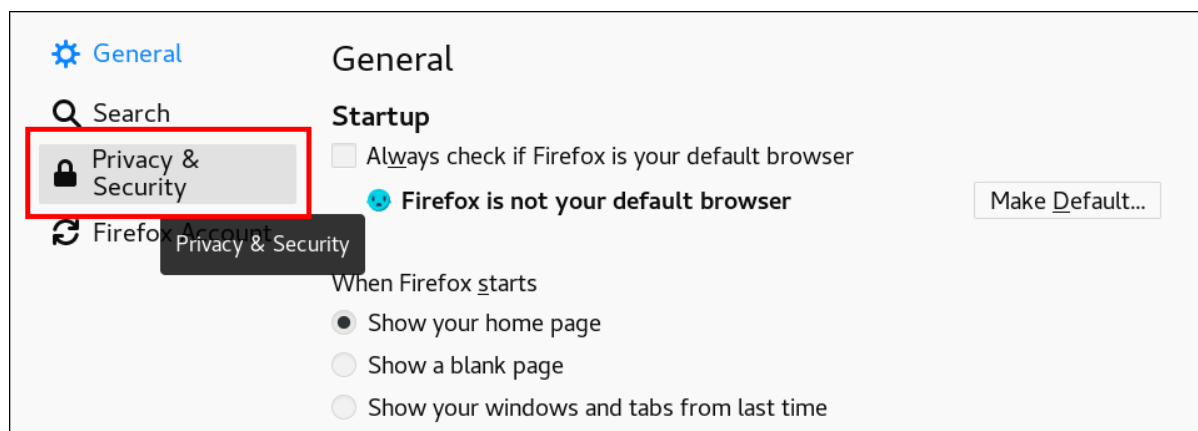 General
Search
Privacy &
Security
Firefox Account
Privacy & Security
General
Startup
Always check if Firefox is your default browser
Firefox is not your default browser
Make Default...
When Firefox starts
Show your home page
Show a blank page
Show your windows and tabs from last time